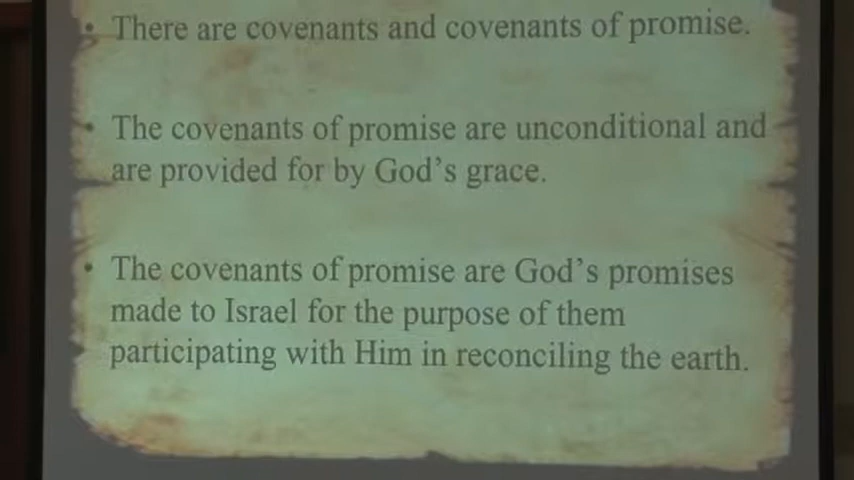 • There are covenants and covenants of promise.
• The covenants of promise are unconditional and
are provided for by God's grace.
• The covenants of promise are God's promises
made to Israel for the purpose of them
participating with Him in reconciling the earth.